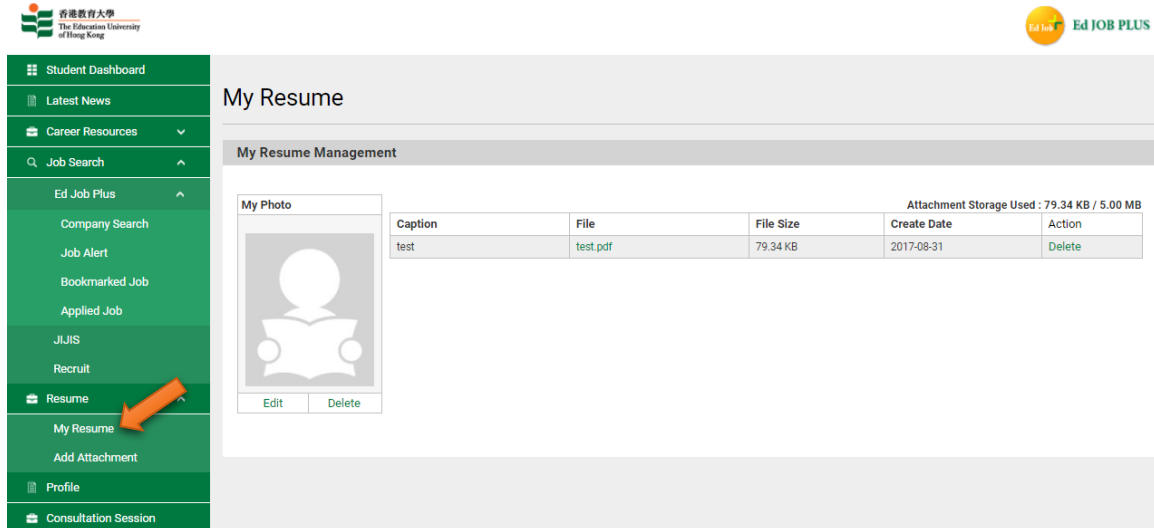 香港教育大學
The Education University
of Hong Kong
Ed Job
Ed JOB PLUS
Student Dashboard
Latest News
Career Resources
Job Search
Ed Job Plus
Company Search
Job Alert
Bookmarked Job
Applied Job
JIJIS
Recruit
Resume
My Resume
Add Attachment
Profile
Consultation Session
My Resume
My Resume Management
My Photo
Edit Delete
Attachment Storage Used : 79.34 KB / 5.00 MB
Caption File File Size Create Date Action
test test.pdf 79.34 KB 2017-08-31 Delete